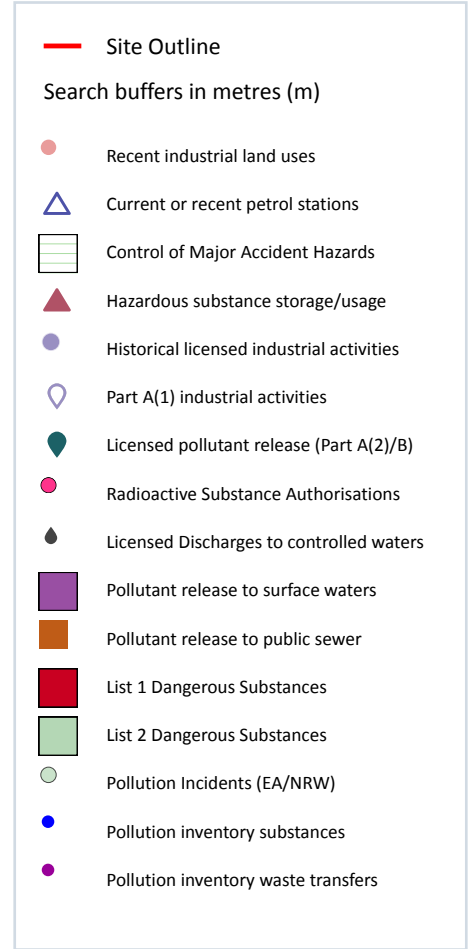 Site Outline
Search buffers in metres (m)
Recent industrial land uses
Current or recent petrol stations
Control of Major Accident Hazards
Hazardous substance storage/usage
Historical licensed industrial activities
Part A(1) industrial activities
Licensed pollutant release (Part A(2)/B)
Radioactive Substance Authorisations
Licensed Discharges to controlled waters
Pollutant release to surface waters
Pollutant release to public sewer
List 1 Dangerous Substances
List 2 Dangerous Substances
Pollution Incidents (EA/NRW)
Pollution inventory substances
Pollution inventory waste transfers